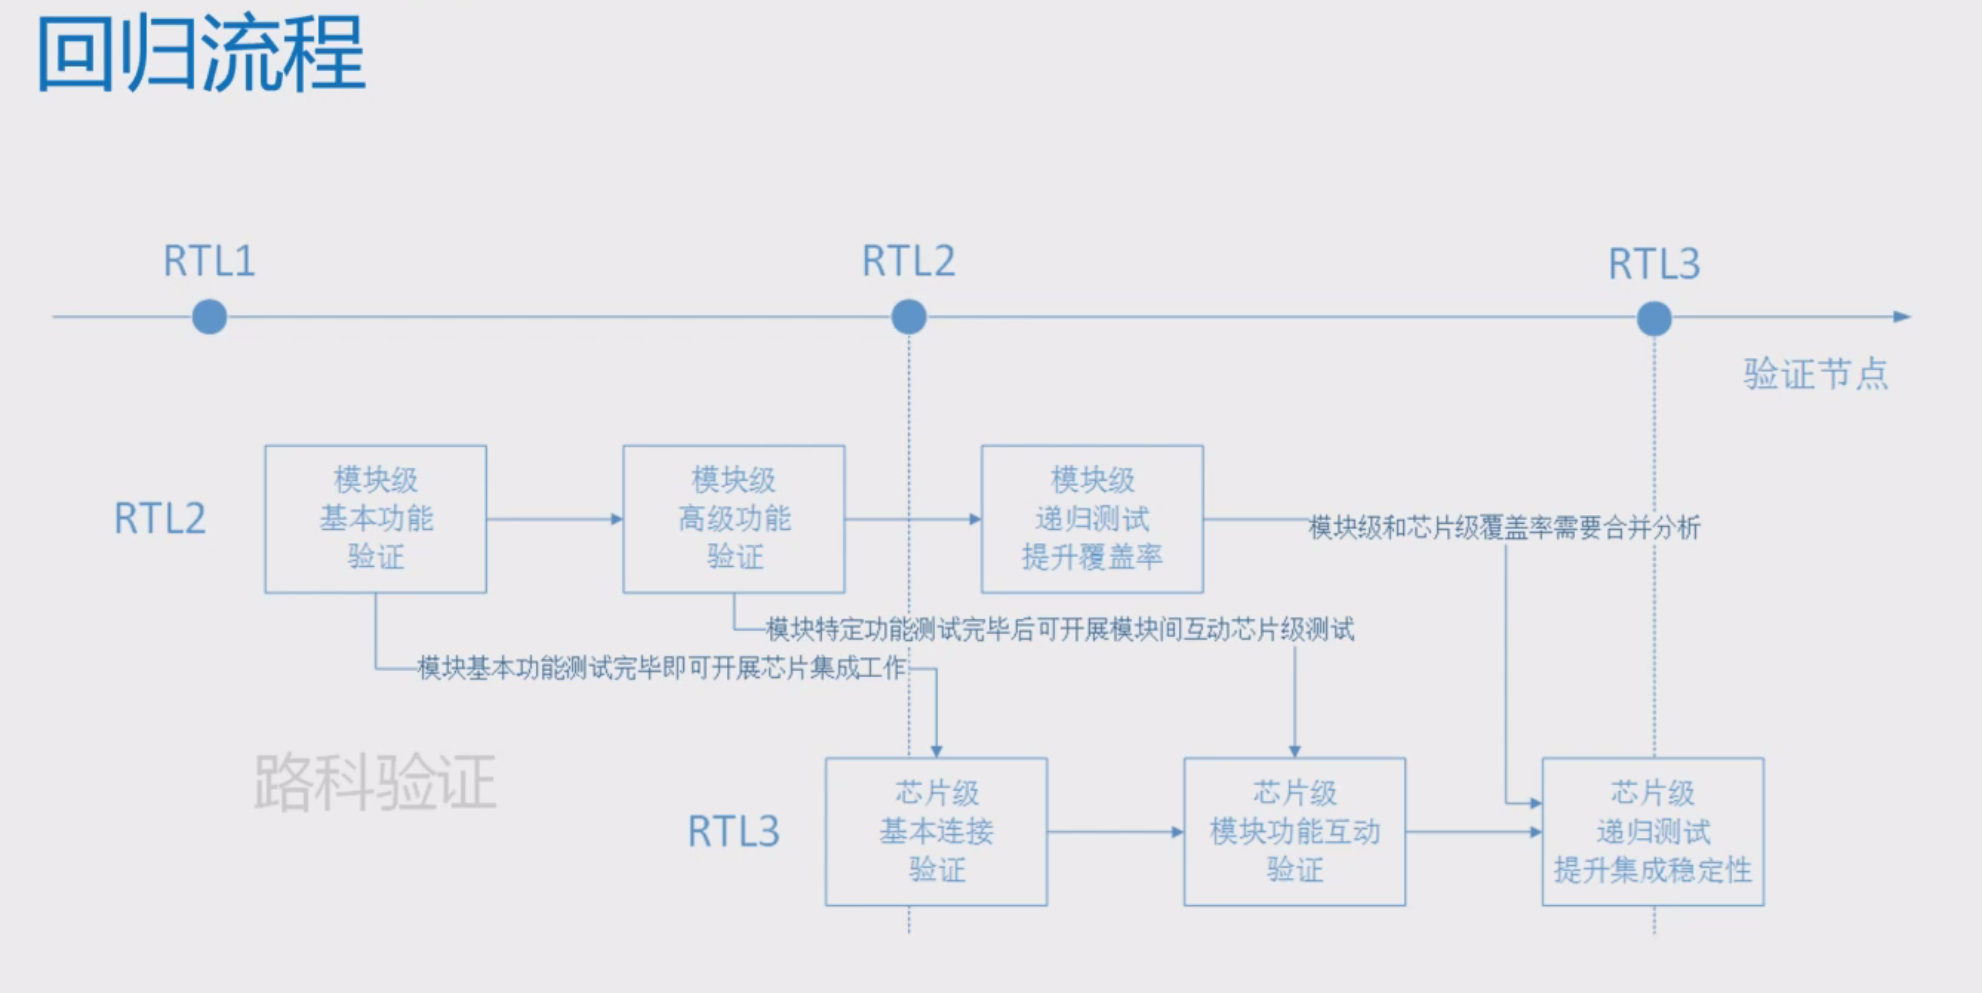 回归流程
RTL1
RTL2
RTL3
验证节点
RTL2
模块级
基本功能
验证
模块级
高级功能
验证
模块级
递归测试
提升覆盖率
模块级和芯片级覆盖率需要合并分析
模块特定功能测试完毕后可开展模块间互动芯片级测试
模块基本功能测试完毕即可开展芯片集成工作
路科验证
RTL3
芯片级
基本连接
验证
芯片级
模块功能互动
验证
芯片级
递归测试
提升集成稳定性